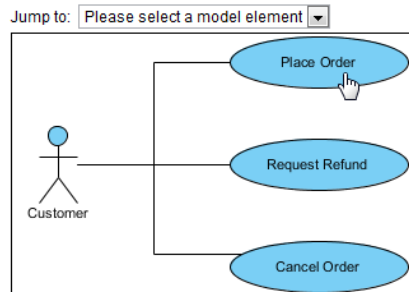 Jump to: Please select a model element
Place Order
Request Refund
Customer
Cancel Order